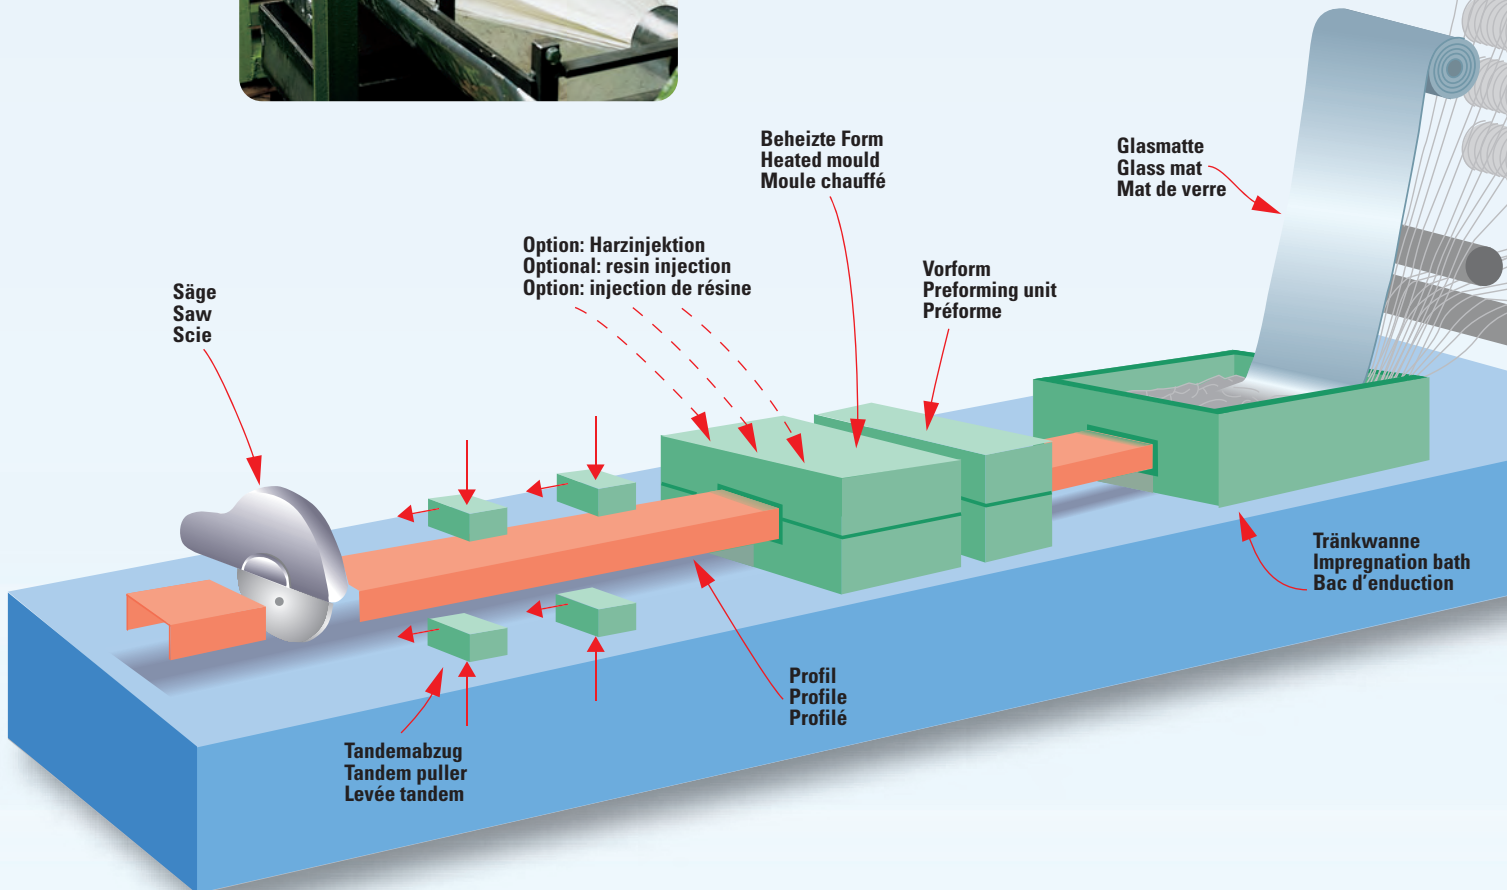 Beheizte Form
Heated mould
Moule chauffé
Glasmatte
Glass mat
Mat de verre
Option: Harzinjektion
Optional: resin injection
Option: injection de résine
Vorform
Preforming unit
Préforme
Säge
Saw
Scie
Tränkwanne
Impregnation bath
Bac d’enduction
Profil
Profile
Profilé
Tandemabzug
Tandem puller
Levée tandem